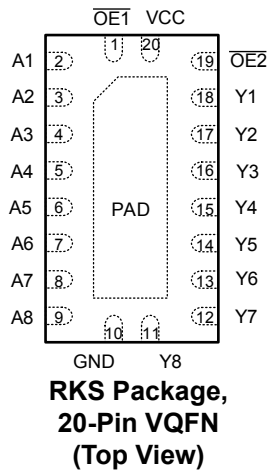 OE1 VCC
1 20
A1 2 19 OE2
A2 3 18 Y1
A3 4 17 Y2
A4 5 16 Y3
A5 6 PAD 15 Y4
A6 7 14 Y5
A7 8 13 Y6
A8 9 12 Y7
10 11
GND Y8
RKS Package,
20-Pin VQFN
(Top View)